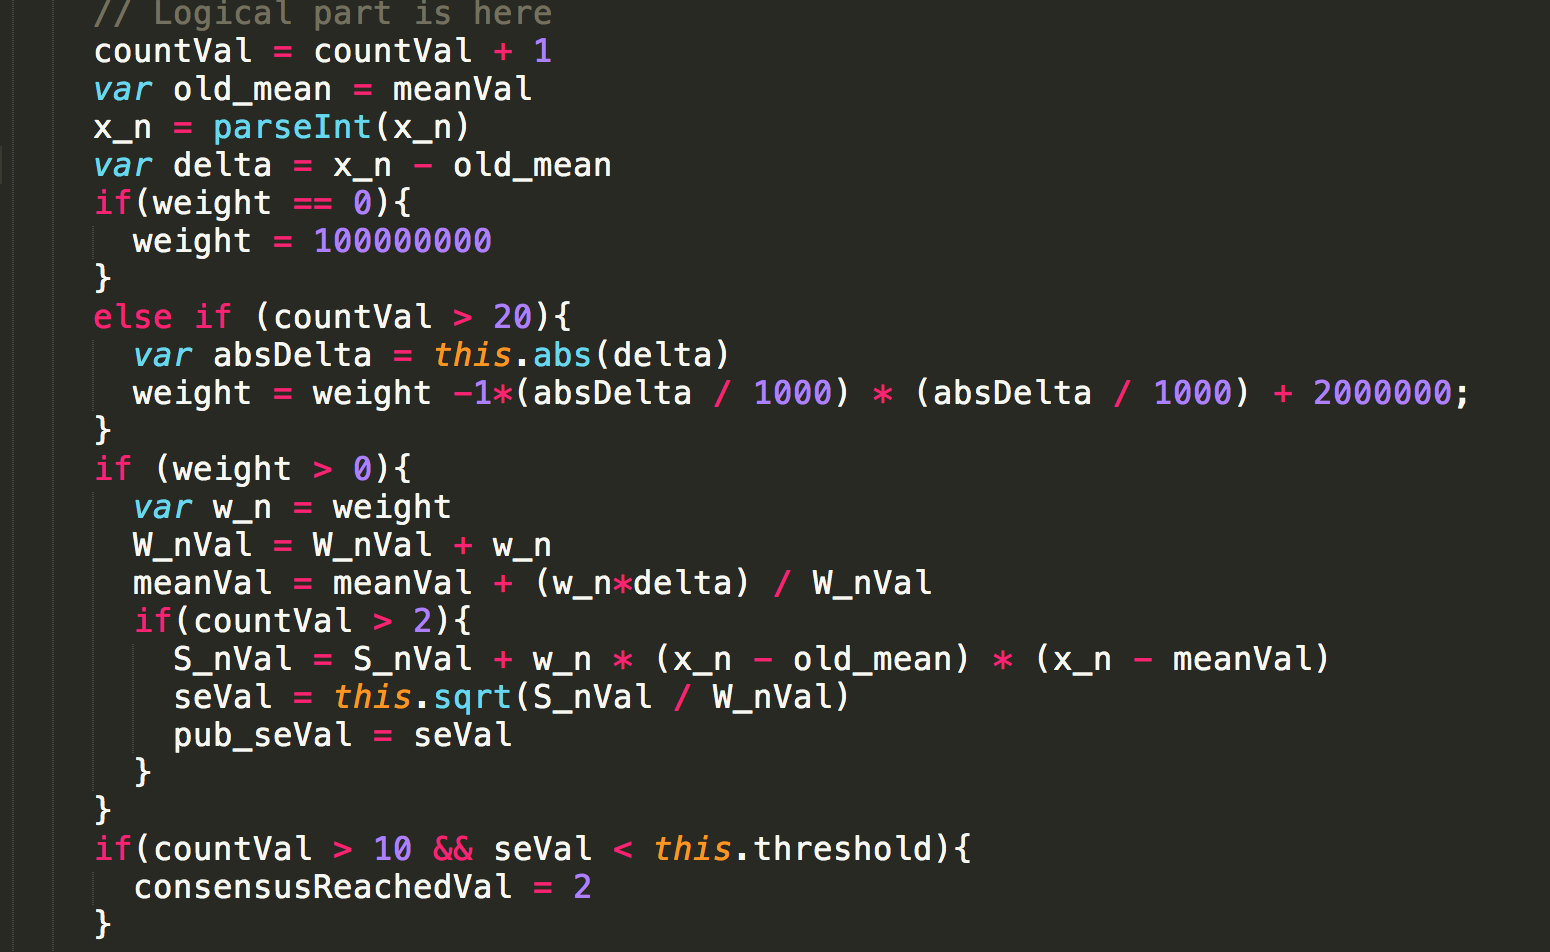 // Logical part is here
countVal = countVal + 1
var old_mean = meanVal
x_n = parseInt(x_n)
var delta = x_n - old_mean
if(weight == 0){
  weight = 100000000
}
else if (countVal > 20){
  var absDelta = this.abs(delta)
  weight = weight -1*(absDelta / 1000) * (absDelta / 1000) + 2000000;
}
if (weight > 0){
  var w_n = weight
  W_nVal = W_nVal + w_n
  meanVal = meanVal + (w_n*delta) / W_nVal
  if(countVal > 2){
    S_nVal = S_nVal + w_n * (x_n - old_mean) * (x_n - meanVal)
    seVal = this.sqrt(S_nVal / W_nVal)
    pub_seVal = seVal
  }
}
if(countVal > 10 && seVal < this.threshold){
  consensusReachedVal = 2
}